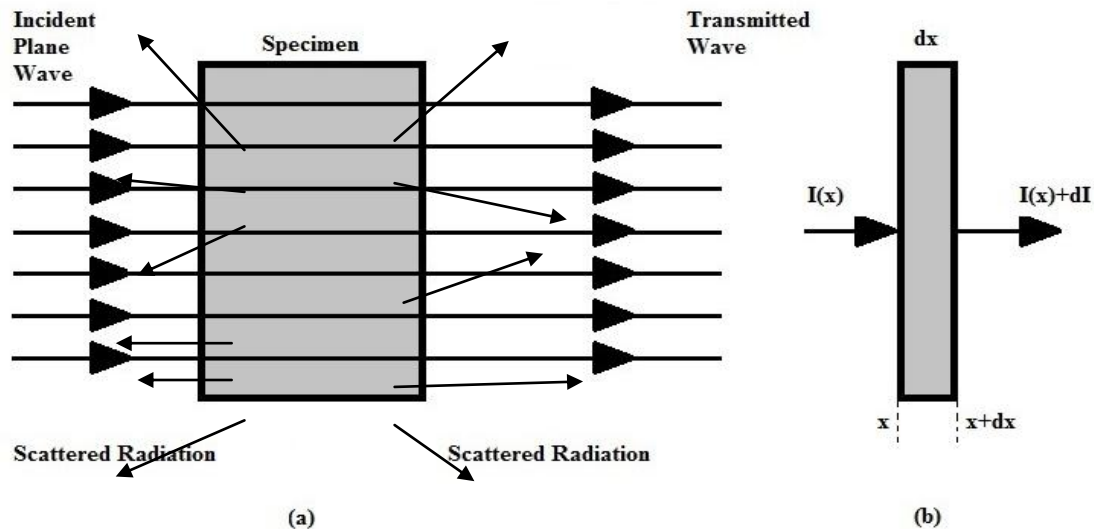 Incident
Plane
Wave
Specimen
Transmitted
Wave
dx
I(x)
I(x)+dI
x
x+dx
Scattered Radiation
Scattered Radiation
(a)
(b)